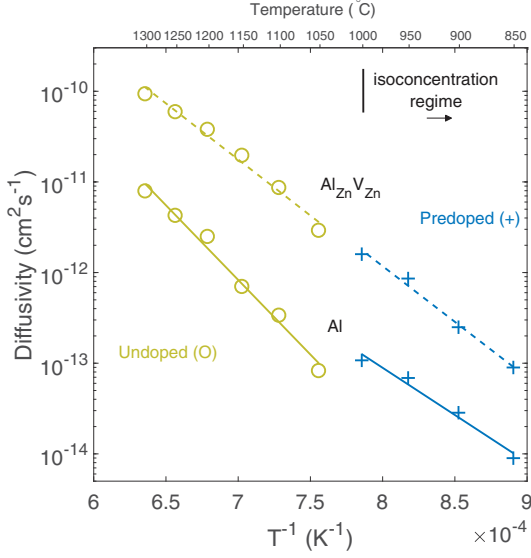 Temperature (°C)
1300 1250 1200 1150 1100 1050 1000 950 900 850
isoconcentration
regime
10⁻¹⁰
10⁻¹¹
10⁻¹²
10⁻¹³
10⁻¹⁴
Diffusivity (cm²s⁻¹)
Al_Zn V_Zn
Predoped (+)
Al
Undoped (O)
6 6.5 7 7.5 8 8.5 9
×10⁻⁴
T⁻¹ (K⁻¹)